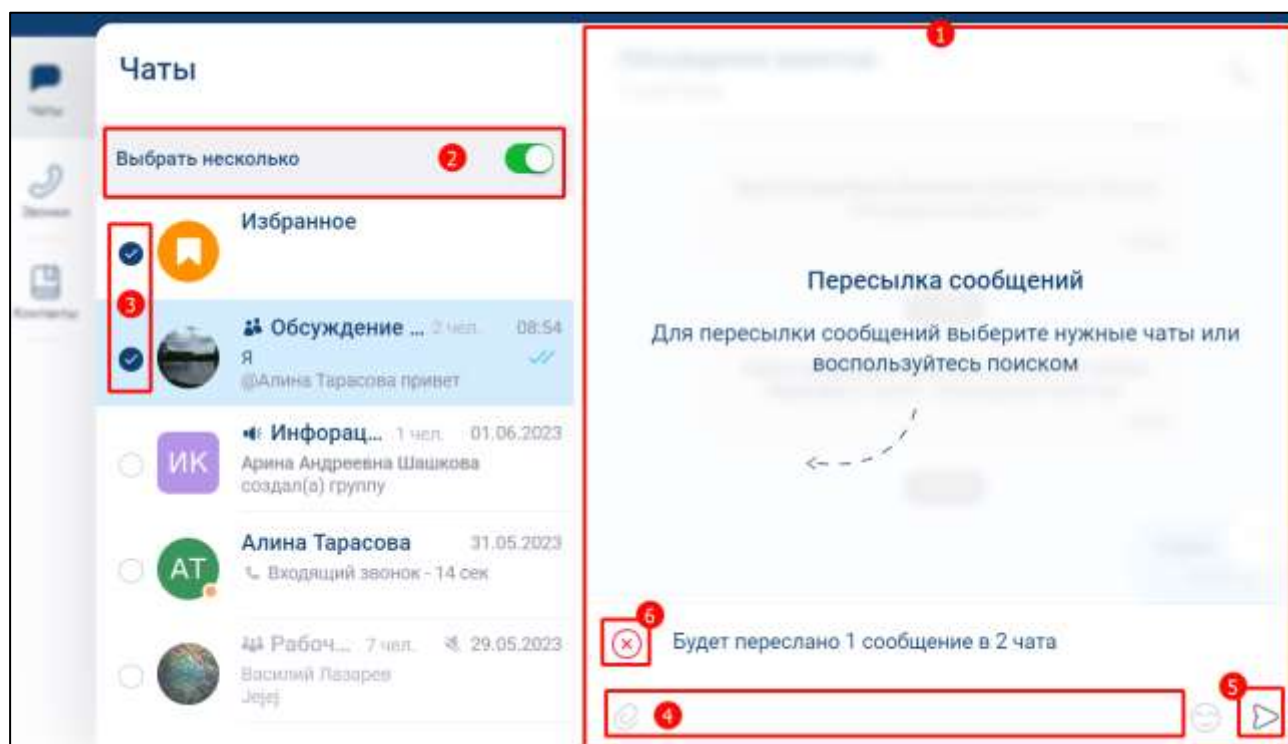 Чаты
Чаты
Звонки
Контакты
Выбрать несколько
2
Избранное
3
Обсуждение ... 2 чел. 08:54
Я
@Алина Тарасова привет
ИК
Инфорац... 1 чел. 01.06.2023
Арина Андреевна Шашкова
создал(а) группу
АТ
Алина Тарасова 31.05.2023
Входящий звонок - 14 сек
Рабоч... 7 чел. 29.05.2023
Василий Лазарев
Jejej
1
Пересылка сообщений
Для пересылки сообщений выберите нужные чаты или
воспользуйтесь поиском
6
Будет переслано 1 сообщение в 2 чата
4
5